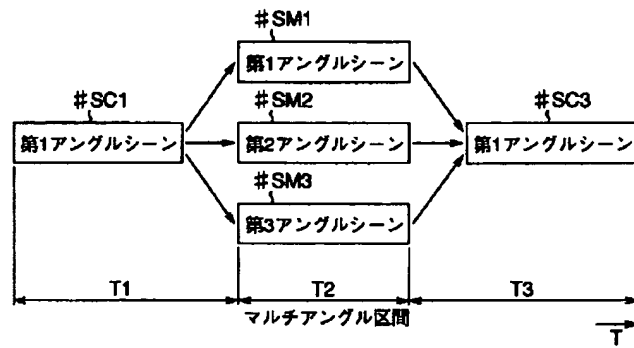 #SM1
第1アングルシーン
#SC1
第1アングルシーン
#SM2
第2アングルシーン
#SC3
第1アングルシーン
#SM3
第3アングルシーン
T1
T2
T3
マルチアングル区間
T